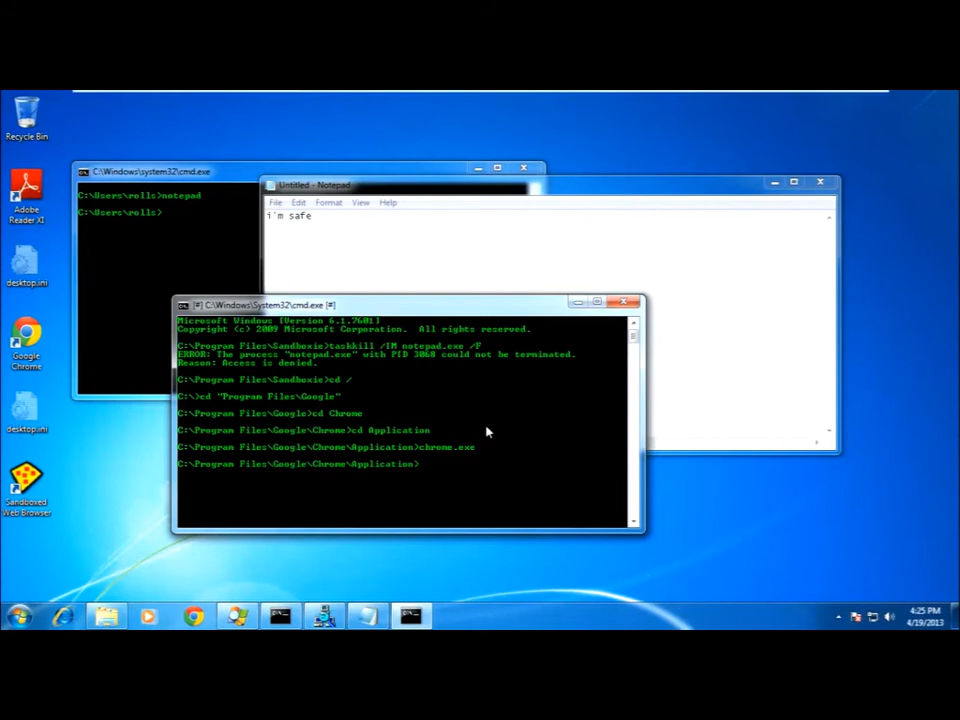 Recycle Bin
Adobe
Reader XI
desktop.ini
Google
Chrome
desktop.ini
Sandboxed
Web Browser
C:\Windows\system32\cmd.exe
C:\Users\rolls>notepad
C:\Users\rolls>
Untitled - Notepad
File Edit Format View Help
i'm safe
[#] C:\Windows\System32\cmd.exe [#]
Microsoft Windows [Version 6.1.7601]
Copyright (c) 2009 Microsoft Corporation. All rights reserved.
C:\Program Files\Sandboxie>taskkill /IM notepad.exe /F
ERROR: The process "notepad.exe" with PID 3068 could not be terminated.
Reason: Access is denied.
C:\Program Files\Sandboxie>cd /
C:\>cd "Program Files\Google"
C:\Program Files\Google>cd Chrome
C:\Program Files\Google\Chrome>cd Application
C:\Program Files\Google\Chrome\Application>chrome.exe
C:\Program Files\Google\Chrome\Application>
4:25 PM
4/19/2013